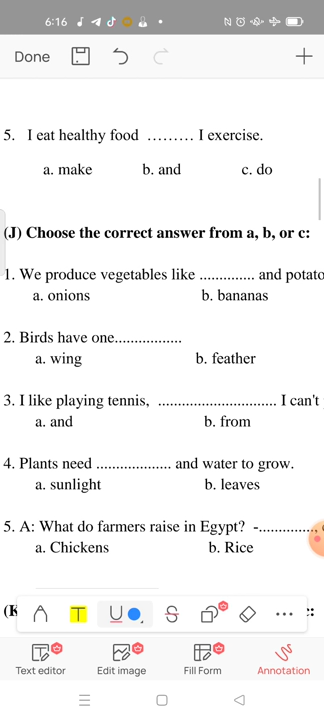 6:16
Done
5. I eat healthy food ……… I exercise.
a. make b. and c. do
(J) Choose the correct answer from a, b, or c:
1. We produce vegetables like .............. and potato
a. onions b. bananas
2. Birds have one.................
a. wing b. feather
3. I like playing tennis, .............................. I can't
a. and b. from
4. Plants need ................... and water to grow.
a. sunlight b. leaves
5. A: What do farmers raise in Egypt? -...............,
a. Chickens b. Rice
(K
Text editor Edit image Fill Form Annotation